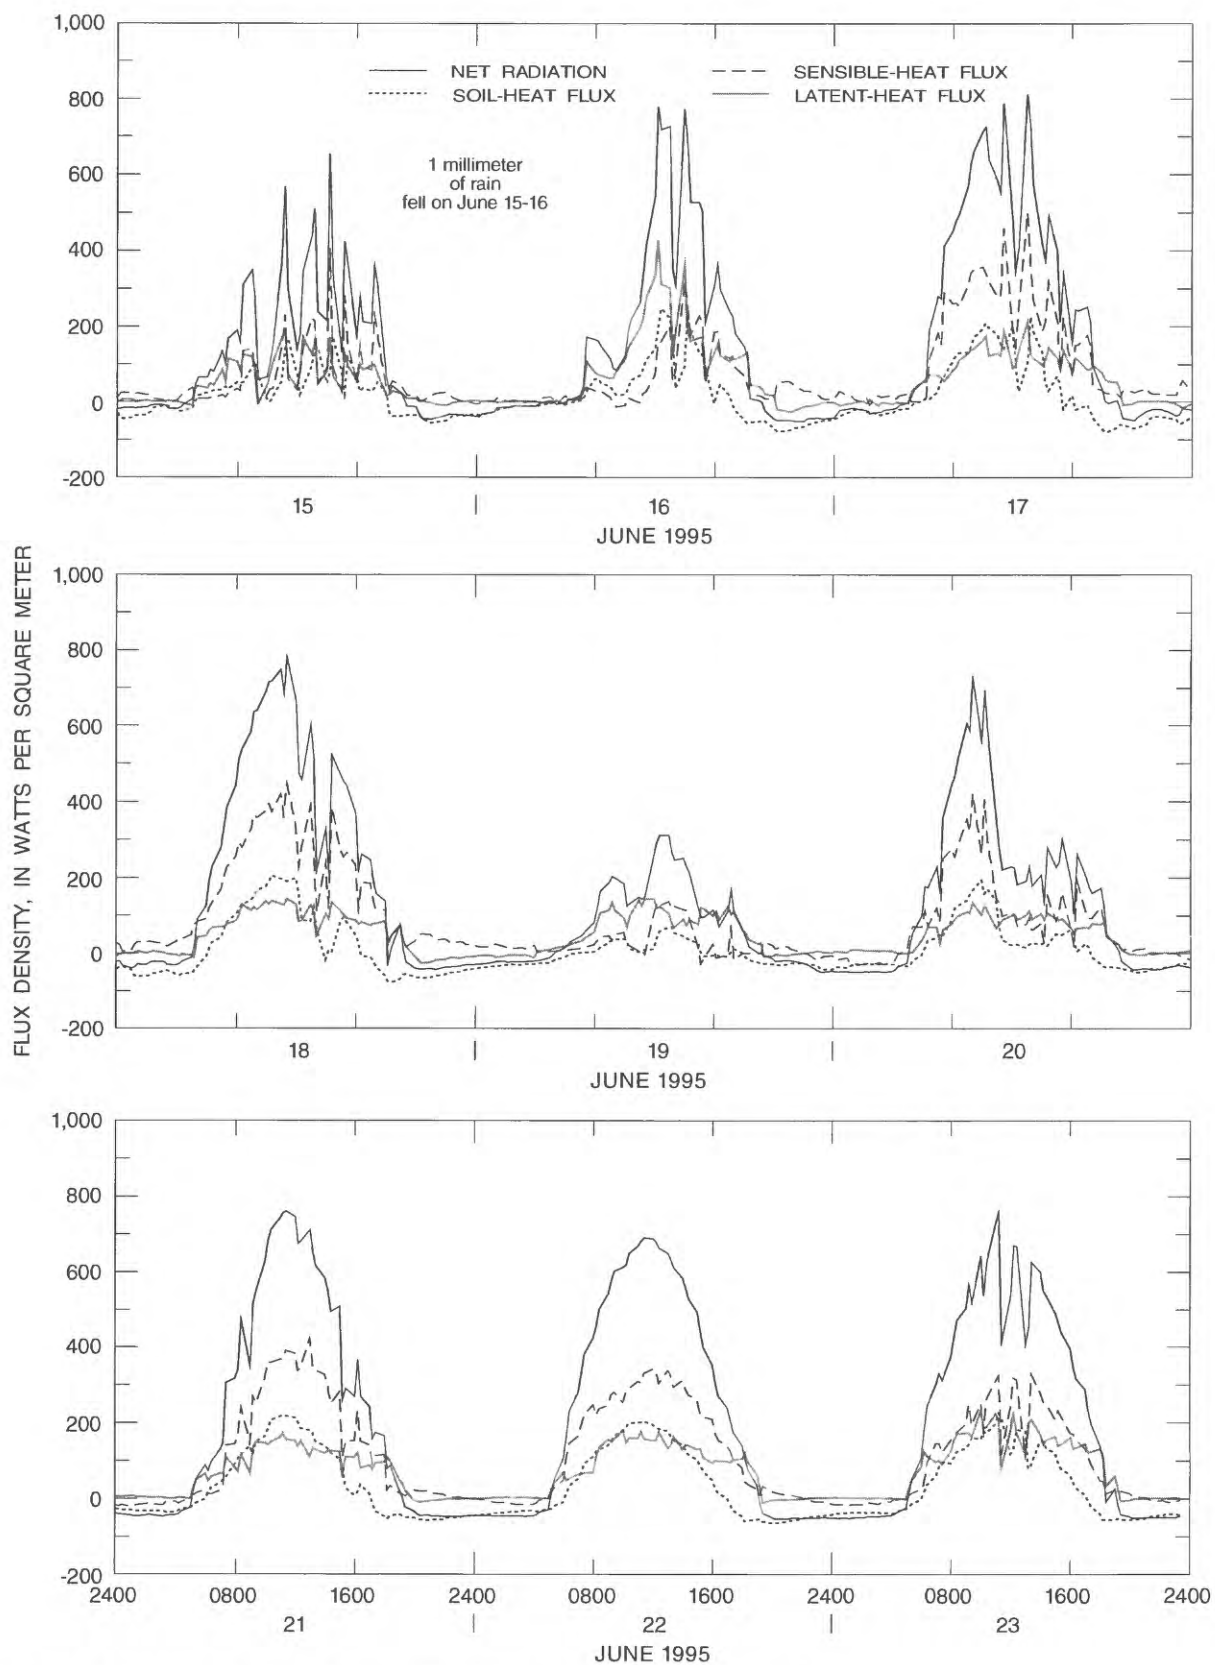 1,000
800
600
400
200
0
-200
NET RADIATION
SOIL-HEAT FLUX
SENSIBLE-HEAT FLUX
LATENT-HEAT FLUX
1 millimeter
of rain
fell on June 15-16
15
16
17
JUNE 1995
FLUX DENSITY, IN WATTS PER SQUARE METER
1,000
800
600
400
200
0
-200
18
19
20
JUNE 1995
1,000
800
600
400
200
0
-200
2400 0800 1600 2400 0800 1600 2400 0800 1600 2400
21
22
23
JUNE 1995